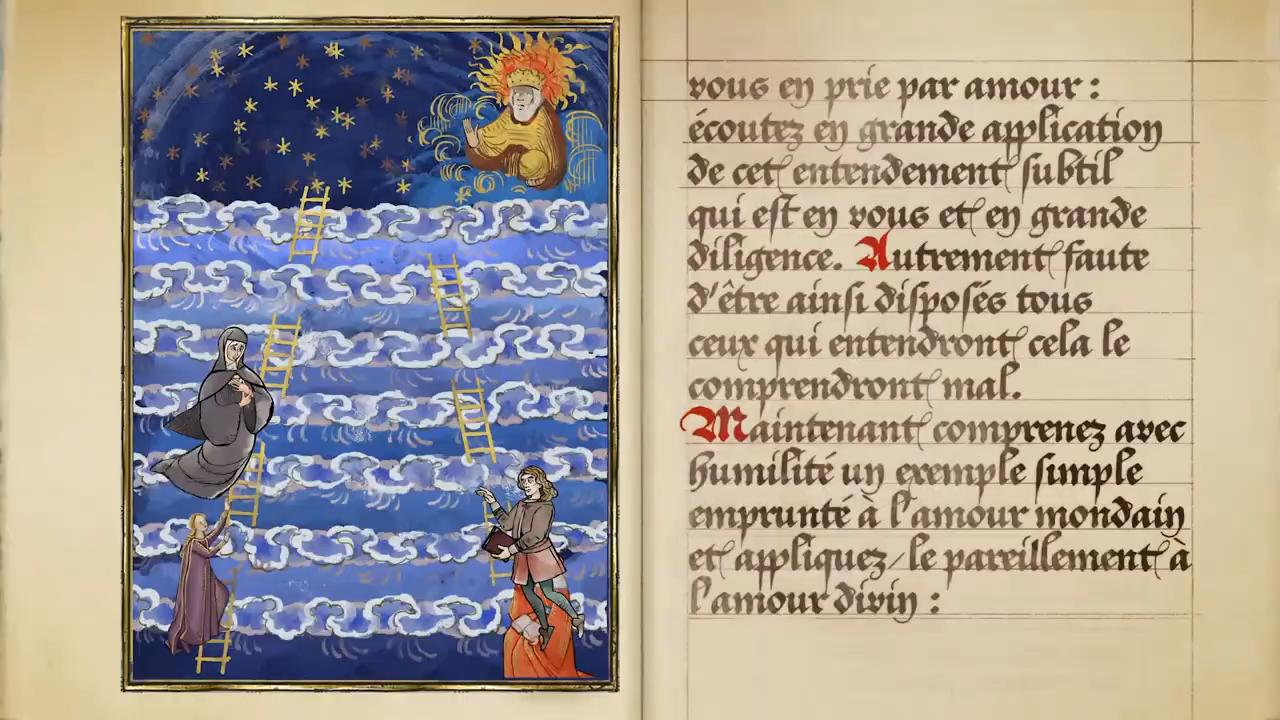 vous en prie par amour :
écoutez en grande application
de cet entendement subtil
qui est en vous et en grande
diligence. Autrement faute
d'être ainsi disposés tous
ceux qui entendront cela le
comprendront mal.
Maintenant comprenez avec
humilité un exemple simple
emprunté à l'amour mondain
et appliquez-le pareillement à
l'amour divin :